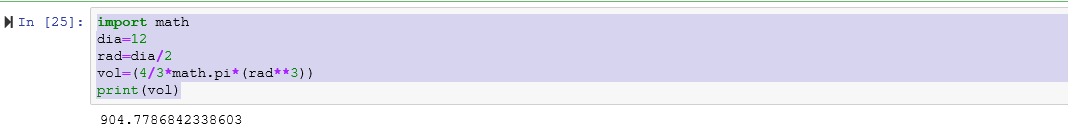 In [25]:
import math
dia=12
rad=dia/2
vol=(4/3*math.pi*(rad**3))
print(vol)
904.7786842338603